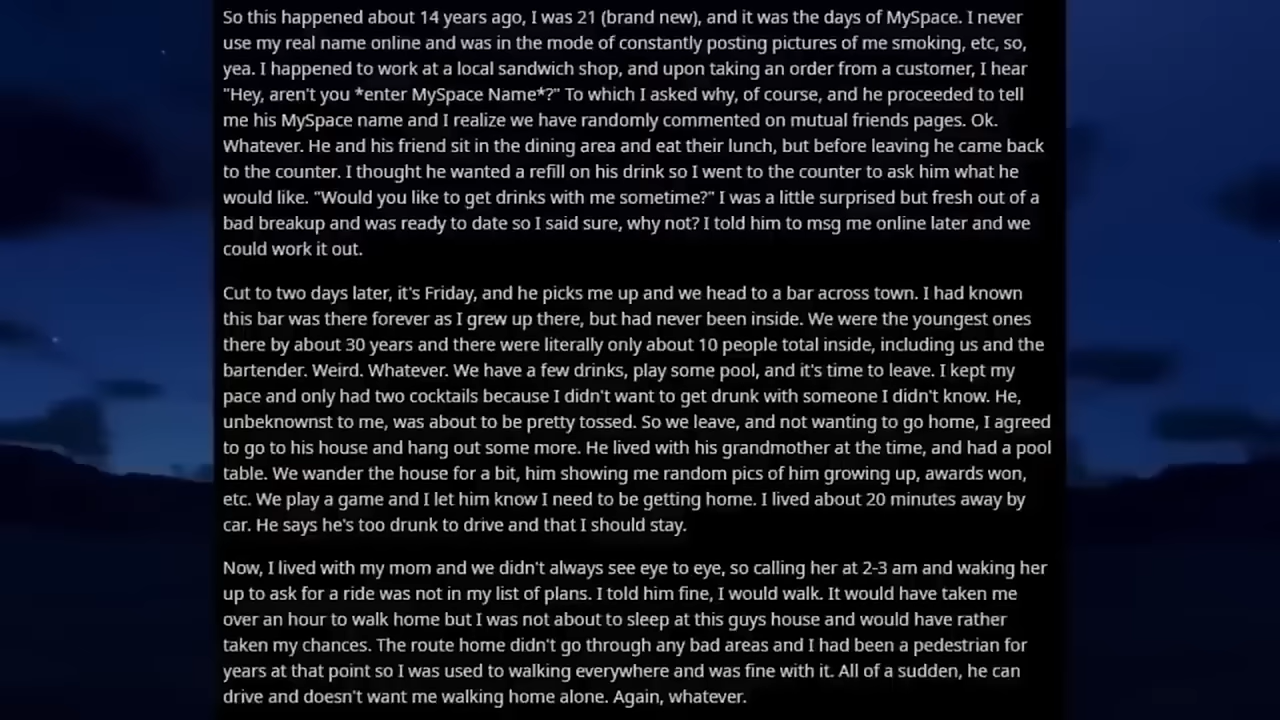 So this happened about 14 years ago, I was 21 (brand new), and it was the days of MySpace. I never
use my real name online and was in the mode of constantly posting pictures of me smoking, etc, so,
yea. I happened to work at a local sandwich shop, and upon taking an order from a customer, I hear
"Hey, aren't you *enter MySpace Name*?" To which I asked why, of course, and he proceeded to tell
me his MySpace name and I realize we have randomly commented on mutual friends pages. Ok.
Whatever. He and his friend sit in the dining area and eat their lunch, but before leaving he came back
to the counter. I thought he wanted a refill on his drink so I went to the counter to ask him what he
would like. "Would you like to get drinks with me sometime?" I was a little surprised but fresh out of a
bad breakup and was ready to date so I said sure, why not? I told him to msg me online later and we
could work it out.
Cut to two days later, it's Friday, and he picks me up and we head to a bar across town. I had known
this bar was there forever as I grew up there, but had never been inside. We were the youngest ones
there by about 30 years and there were literally only about 10 people total inside, including us and the
bartender. Weird. Whatever. We have a few drinks, play some pool, and it's time to leave. I kept my
pace and only had two cocktails because I didn't want to get drunk with someone I didn't know. He,
unbeknownst to me, was about to be pretty tossed. So we leave, and not wanting to go home, I agreed
to go to his house and hang out some more. He lived with his grandmother at the time, and had a pool
table. We wander the house for a bit, him showing me random pics of him growing up, awards won,
etc. We play a game and I let him know I need to be getting home. I lived about 20 minutes away by
car. He says he's too drunk to drive and that I should stay.
Now, I lived with my mom and we didn't always see eye to eye, so calling her at 2-3 am and waking her
up to ask for a ride was not in my list of plans. I told him fine, I would walk. It would have taken me
over an hour to walk home but I was not about to sleep at this guys house and would have rather
taken my chances. The route home didn't go through any bad areas and I had been a pedestrian for
years at that point so I was used to walking everywhere and was fine with it. All of a sudden, he can
drive and doesn't want me walking home alone. Again, whatever.